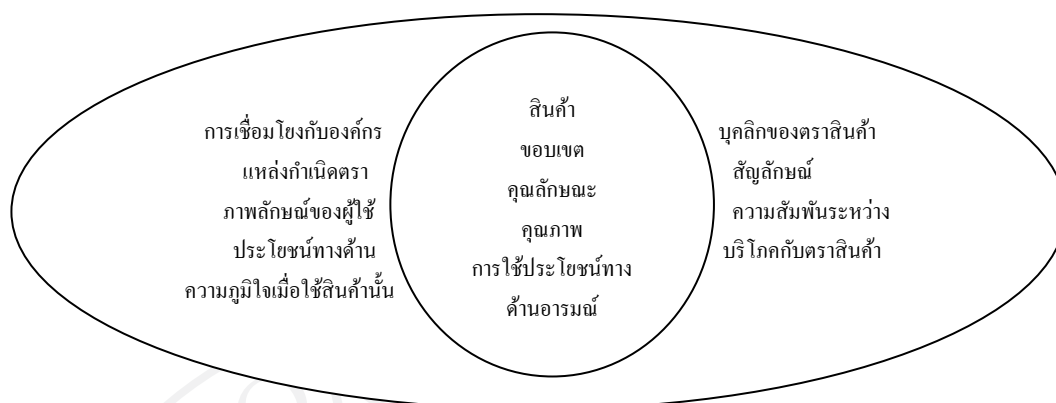 การเชื่อมโยงกับองค์กร
แหล่งกำเนิดตรา
ภาพลักษณ์ของผู้ใช้
ประโยชน์ทางด้าน
ความภูมิใจเมื่อใช้สินค้านั้น
สินค้า
ขอบเขต
คุณลักษณะ
คุณภาพ
การใช้ประโยชน์ทาง
ด้านอารมณ์
บุคลิกของตราสินค้า
สัญลักษณ์
ความสัมพันระหว่าง
บริโภคกับตราสินค้า